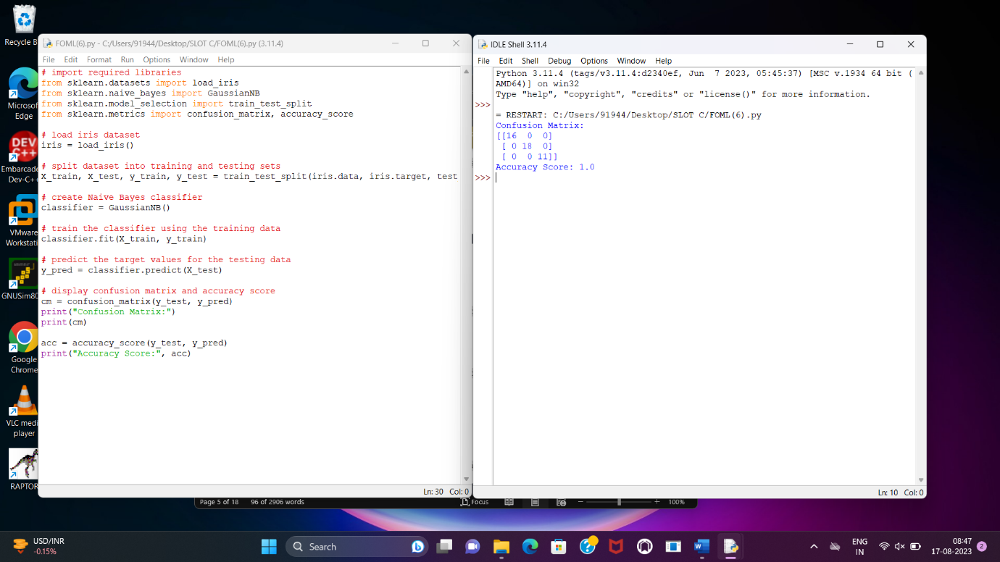 Recycle B
Microsof
Edge
DEV
C++
Embarcade
Dev-C++
VMware
Workstati
GNUSim80
Google
Chrome
VLC medi
player
RAPTOR
FOML(6).py - C:/Users/91944/Desktop/SLOT C/FOML(6).py (3.11.4)
File Edit Format Run Options Window Help
# import required libraries
from sklearn.datasets import load_iris
from sklearn.naive_bayes import GaussianNB
from sklearn.model_selection import train_test_split
from sklearn.metrics import confusion_matrix, accuracy_score
# load iris dataset
iris = load_iris()
# split dataset into training and testing sets
X_train, X_test, y_train, y_test = train_test_split(iris.data, iris.target, test
# create Naive Bayes classifier
classifier = GaussianNB()
# train the classifier using the training data
classifier.fit(X_train, y_train)
# predict the target values for the testing data
y_pred = classifier.predict(X_test)
# display confusion matrix and accuracy score
cm = confusion_matrix(y_test, y_pred)
print("Confusion Matrix:")
print(cm)
acc = accuracy_score(y_test, y_pred)
print("Accuracy Score:", acc)
Ln: 30 Col: 0
IDLE Shell 3.11.4
File Edit Shell Debug Options Window Help
Python 3.11.4 (tags/v3.11.4:d2340ef, Jun  7 2023, 05:45:37) [MSC v.1934 64 bit (
AMD64)] on win32
Type "help", "copyright", "credits" or "license()" for more information.
>>>
= RESTART: C:/Users/91944/Desktop/SLOT C/FOML(6).py
Confusion Matrix:
[[16  0  0]
 [ 0 18  0]
 [ 0  0 11]]
Accuracy Score: 1.0
>>>
Ln: 10 Col: 0
Page 5 of 18 96 of 2906 words Focus 100%
USD/INR
-0.15%
Search
ENG
IN
08:47
17-08-2023
2